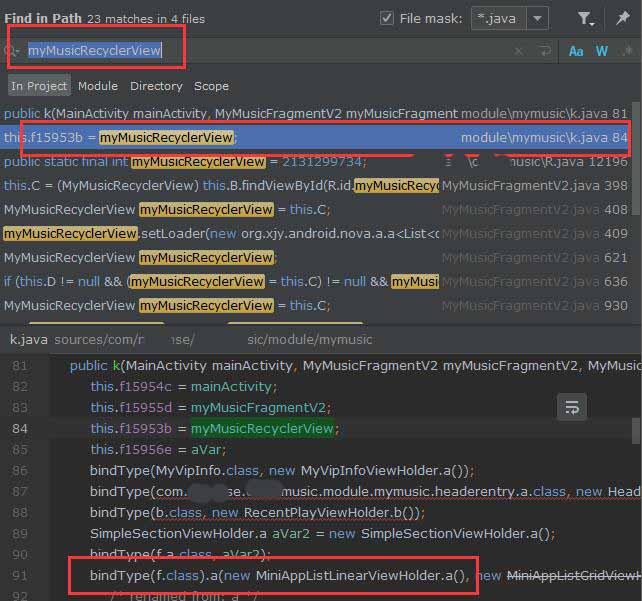 Find in Path 23 matches in 4 files File mask: *.java
myMusicRecyclerView Aa W .*
In Project Module Directory Scope
public k(MainActivity mainActivity, MyMusicFragmentV2 myMusicFragment module\mymusic\k.java 81
this.f15953b = myMusicRecyclerView; module\mymusic\k.java 84
public static final int myMusicRecyclerView = 2131299734; music\R.java 12196
this.C = (MyMusicRecyclerView) this.B.findViewById(R.id.myMusicRecy MyMusicFragmentV2.java 398
MyMusicRecyclerView myMusicRecyclerView = this.C; MyMusicFragmentV2.java 408
myMusicRecyclerView.setLoader(new org.xjy.android.nova.a.a<List<c MyMusicFragmentV2.java 409
MyMusicRecyclerView myMusicRecyclerView; MyMusicFragmentV2.java 621
if (this.D != null && (myMusicRecyclerView = this.C) != null && myMusi MyMusicFragmentV2.java 636
MyMusicRecyclerView myMusicRecyclerView = this.C; MyMusicFragmentV2.java 930
k.java sources/com/n se/ sic/module/mymusic
81 public k(MainActivity mainActivity, MyMusicFragmentV2 myMusicFragmentV2, MyMusic
82 this.f15954c = mainActivity;
83 this.f15955d = myMusicFragmentV2;
84 this.f15953b = myMusicRecyclerView;
85 this.f15956e = aVar;
86 bindType(MyVipInfo.class, new MyVipInfoViewHolder.a());
87 bindType(com. se. music.module.mymusic.headerentry.a.class, new Head
88 bindType(b.class, new RecentPlayViewHolder.b());
89 SimpleSectionViewHolder.a aVar2 = new SimpleSectionViewHolder.a();
90 bindType(f.a.class, aVar2);
91 bindType(f.class).a(new MiniAppListLinearViewHolder.a(), new MiniAppListGridViewH
92 /* renamed from: a */